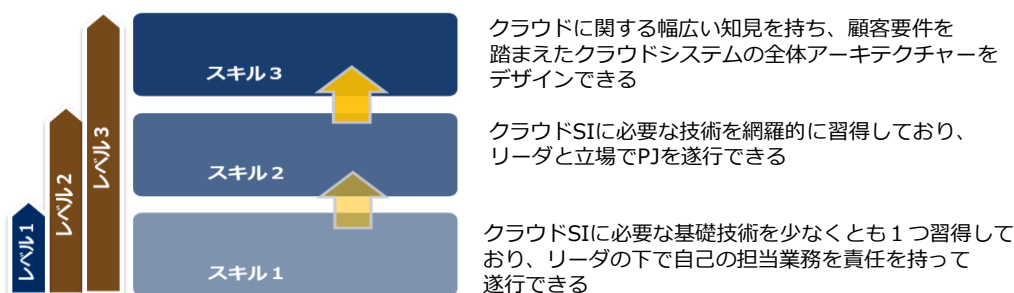 レベル1
レベル2
レベル3
スキル3
クラウドに関する幅広い知見を持ち、顧客要件を
踏まえたクラウドシステムの全体アーキテクチャーを
デザインできる
スキル2
クラウドSIに必要な技術を網羅的に習得しており、
リーダと立場でPJを遂行できる
スキル1
クラウドSIに必要な基礎技術を少なくとも1つ習得して
おり、リーダの下で自己の担当業務を責任を持って
遂行できる